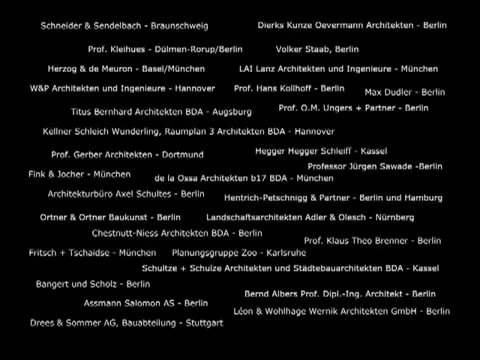 Schneider & Sendelbach - Braunschweig
Dierks Kunze Oevermann Architekten - Berlin
Prof. Kleihues - Dülmen-Rorup/Berlin
Volker Staab, Berlin
Herzog & de Meuron - Basel/München
LAI Lanz Architekten und Ingenieure - München
W&P Architekten und Ingenieure - Hannover
Prof. Hans Kollhoff - Berlin
Max Dudler - Berlin
Titus Bernhard Architekten BDA - Augsburg
Prof. O.M. Ungers + Partner - Berlin
Kellner Schleich Wunderling, Raumplan 3 Architekten BDA - Hannover
Prof. Gerber Architekten - Dortmund
Hegger Hegger Schleiff - Kassel
Professor Jürgen Sawade -Berlin
Fink & Jocher - München
de la Ossa Architekten b17 BDA - München
Architekturbüro Axel Schultes - Berlin
Hentrich-Petschnigg & Partner - Berlin und Hamburg
Ortner & Ortner Baukunst - Berlin
Landschaftsarchitekten Adler & Olesch - Nürnberg
Chestnutt-Niess Architekten BDA - Berlin
Prof. Klaus Theo Brenner - Berlin
Fritsch + Tschaidse - München
Planungsgruppe Zoo - Karlsruhe
Schultze + Schulze Architekten und Städtebauarchitekten BDA - Kassel
Bangert und Scholz - Berlin
Bernd Albers Prof. Dipl.-Ing. Architekt - Berlin
Assmann Salomon AS - Berlin
Léon & Wohlhage Wernik Architekten GmbH - Berlin
Drees & Sommer AG, Bauabteilung - Stuttgart